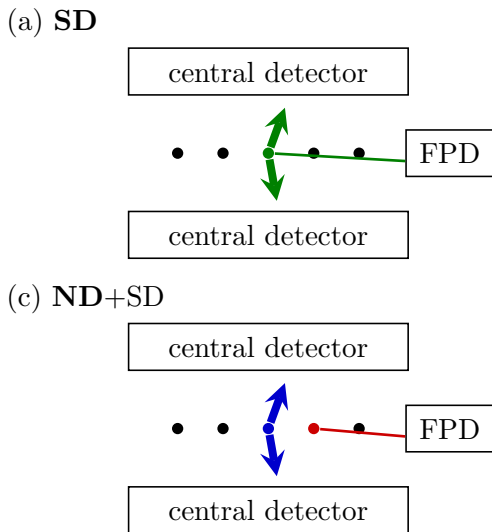 (a) SD
central detector
FPD
central detector
(c) ND+SD
central detector
FPD
central detector